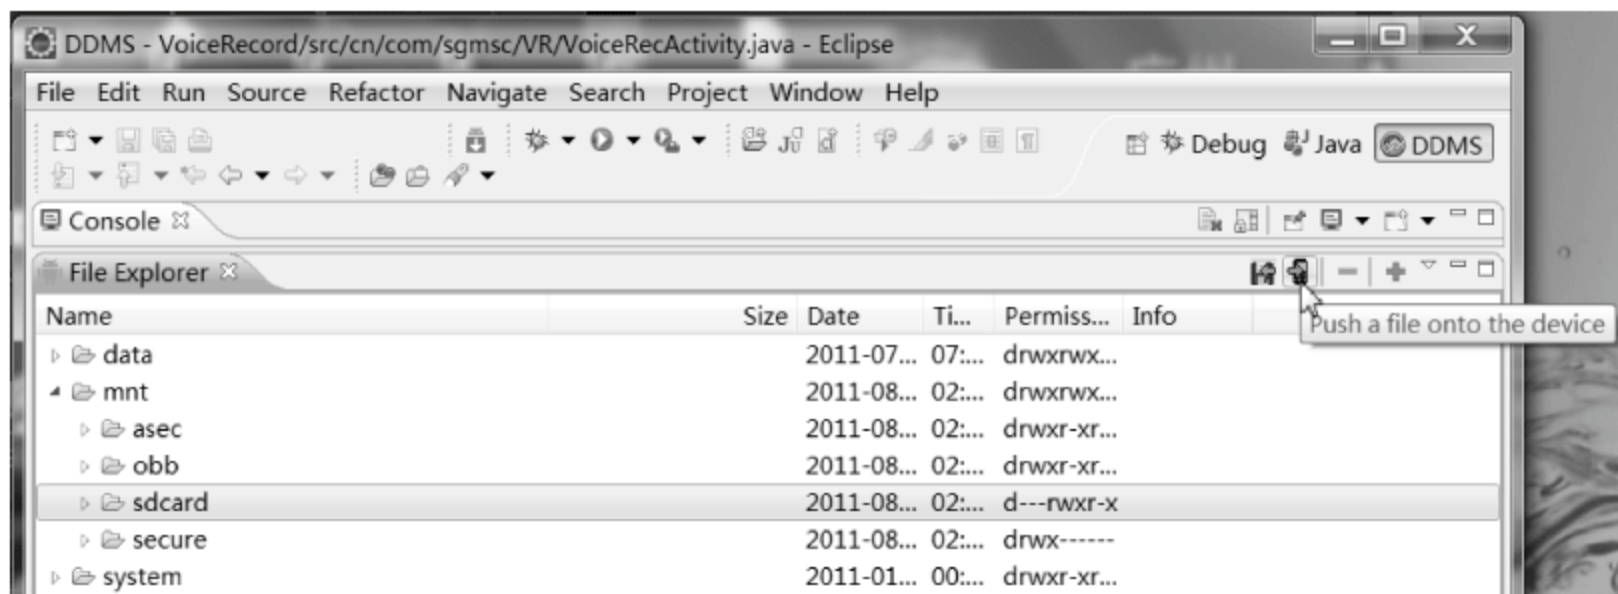 DDMS - VoiceRecord/src/cn/com/sgmsc/VR/VoiceRecActivity.java - Eclipse
File Edit Run Source Refactor Navigate Search Project Window Help
Debug Java DDMS
Console
File Explorer
Push a file onto the device
Name Size Date Ti... Permiss... Info
data 2011-07... 07:... drwxrwx...
mnt 2011-08... 02:... drwxrwx...
asec 2011-08... 02:... drwxr-xr...
obb 2011-08... 02:... drwxr-xr...
sdcard 2011-08... 02:... d---rwxr-x
secure 2011-08... 02:... drwx------
system 2011-01... 00:... drwxr-xr...